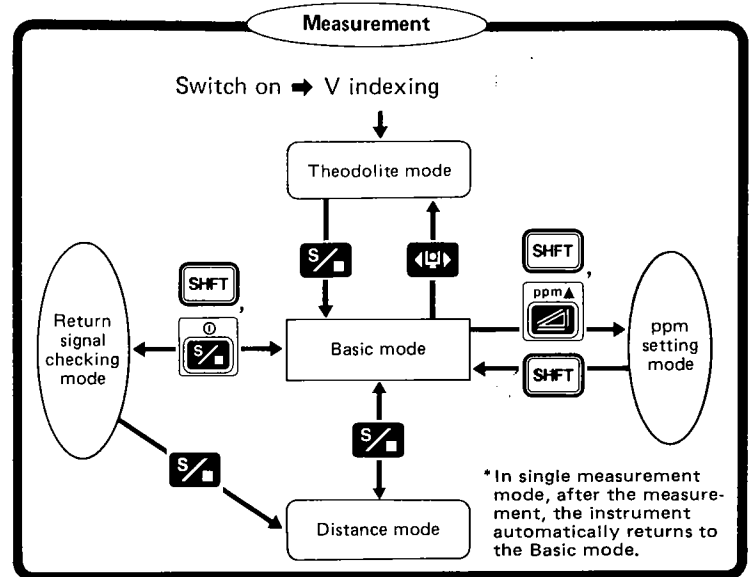 Measurement
Switch on ➡ V indexing
Theodolite mode
S/■
SHFT
SHFT
,
,
ppm▲
S/■
Return
signal
checking
mode
Basic mode
ppm
setting
mode
SHFT
S/■
S/■
Distance mode
*In single measurement
mode, after the measure-
ment, the instrument
automatically returns to
the Basic mode.